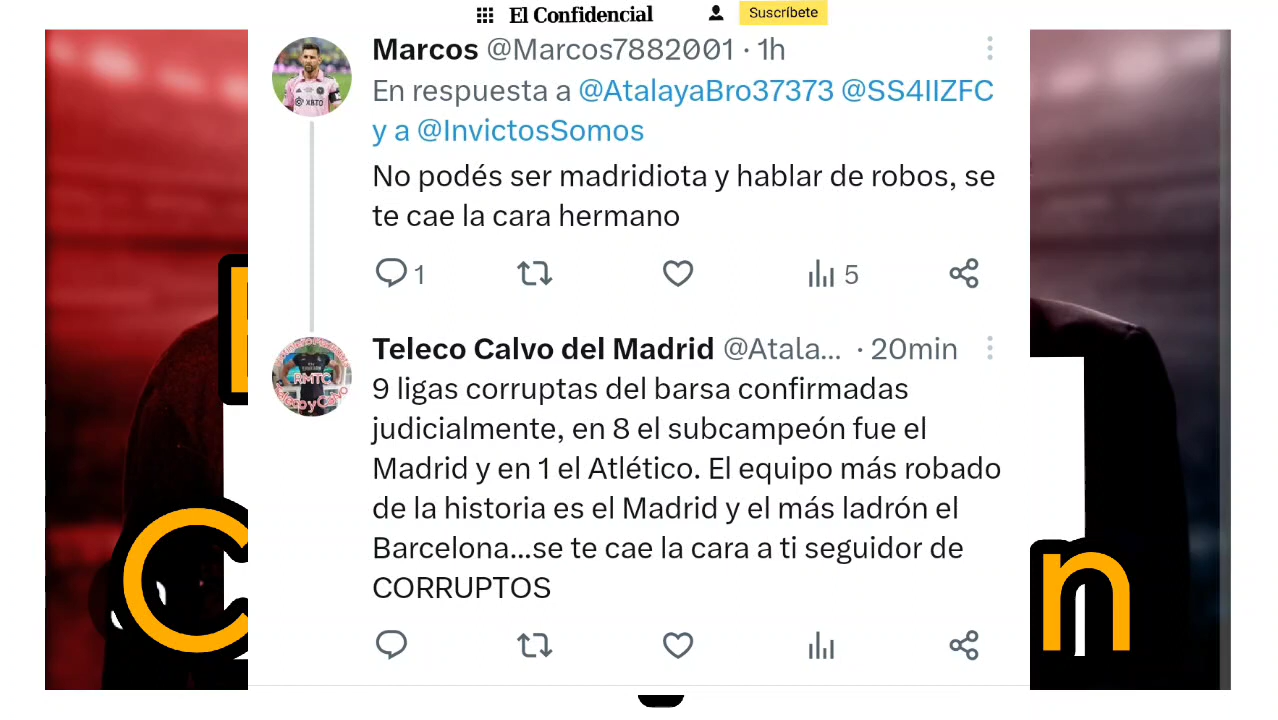 El Confidencial
Suscríbete
Marcos @Marcos7882001 · 1h
En respuesta a @AtalayaBro37373 @SS4IIZFC
y a @InvictosSomos
No podés ser madridiota y hablar de robos, se
te cae la cara hermano
1
5
Teleco Calvo del Madrid @Atala... · 20min
9 ligas corruptas del barsa confirmadas
judicialmente, en 8 el subcampeón fue el
Madrid y en 1 el Atlético. El equipo más robado
de la historia es el Madrid y el más ladrón el
Barcelona...se te cae la cara a ti seguidor de
CORRUPTOS
C
n